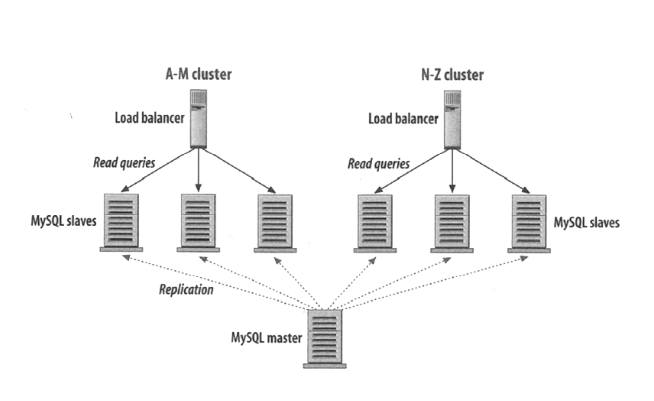 A-M cluster
N-Z cluster
Load balancer
Load balancer
Read queries
Read queries
MySQL slaves
MySQL slaves
Replication
MySQL master